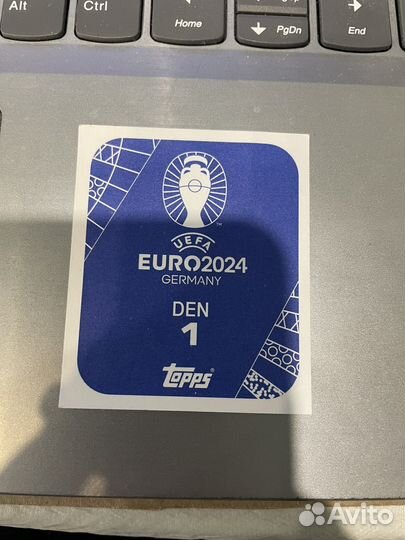 Alt
Ctrl
Home
PgDn
End
UEFA
EURO2024
GERMANY
DEN
1
Topps
Avito